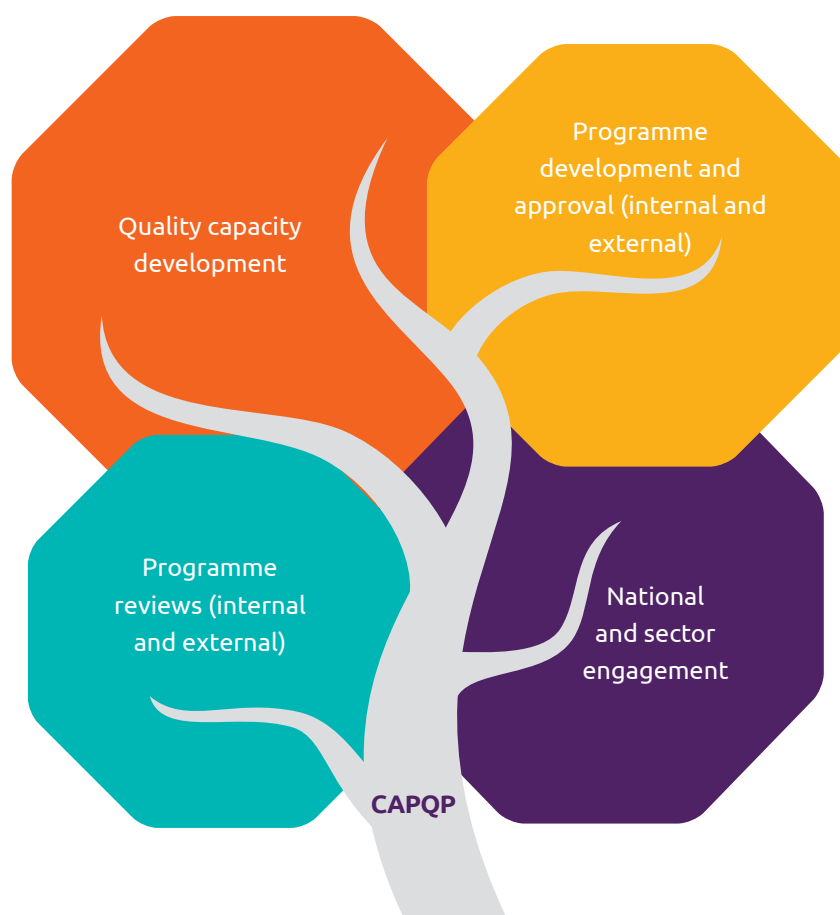 Quality capacity
development
Programme
development and
approval (internal and
external)
Programme
reviews (internal
and external)
National
and sector
engagement
CAPQP